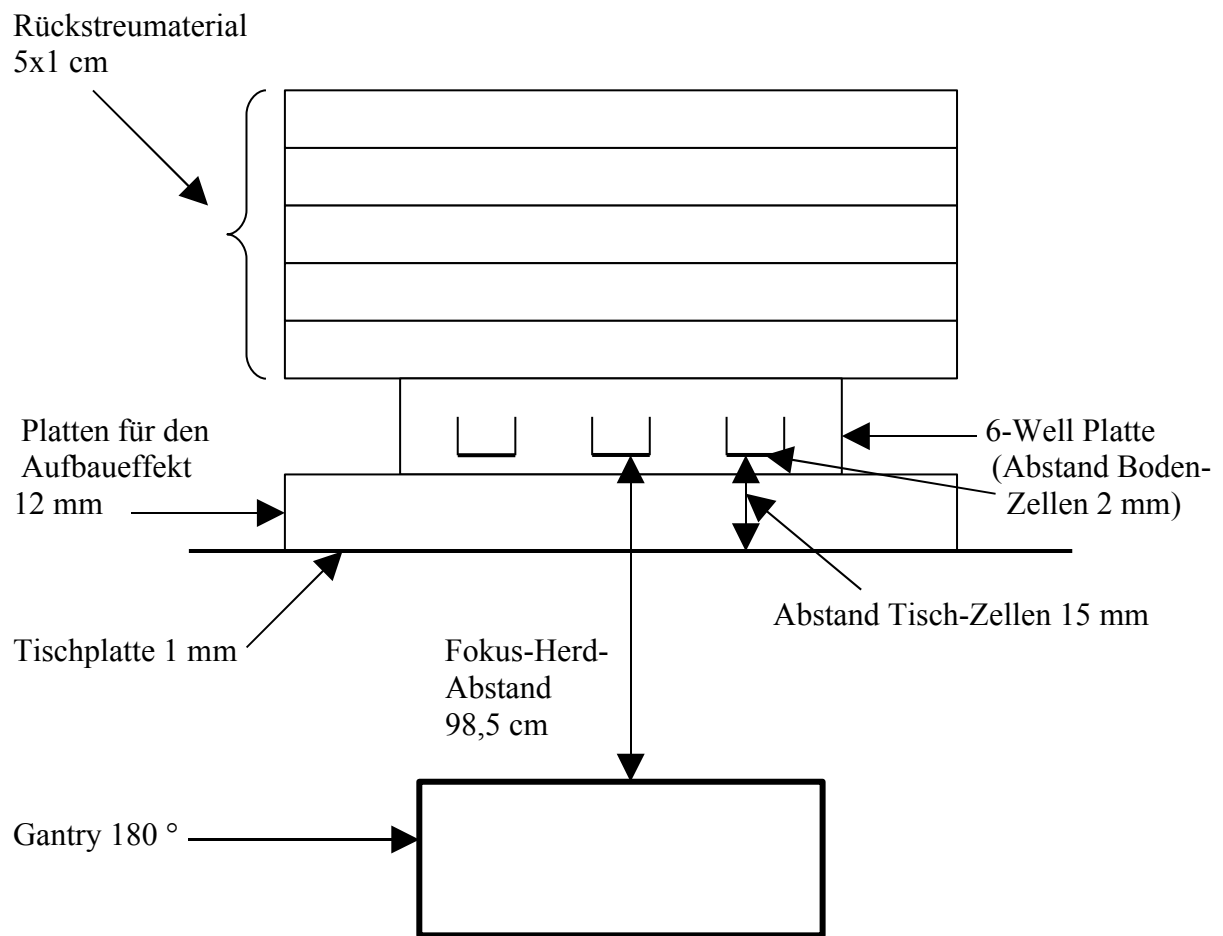 Rückstreumaterial
5x1 cm
Platten für den
Aufbaueffekt
12 mm
6-Well Platte
(Abstand Boden-
Zellen 2 mm)
Abstand Tisch-Zellen 15 mm
Tischplatte 1 mm
Fokus-Herd-
Abstand
98,5 cm
Gantry 180 °